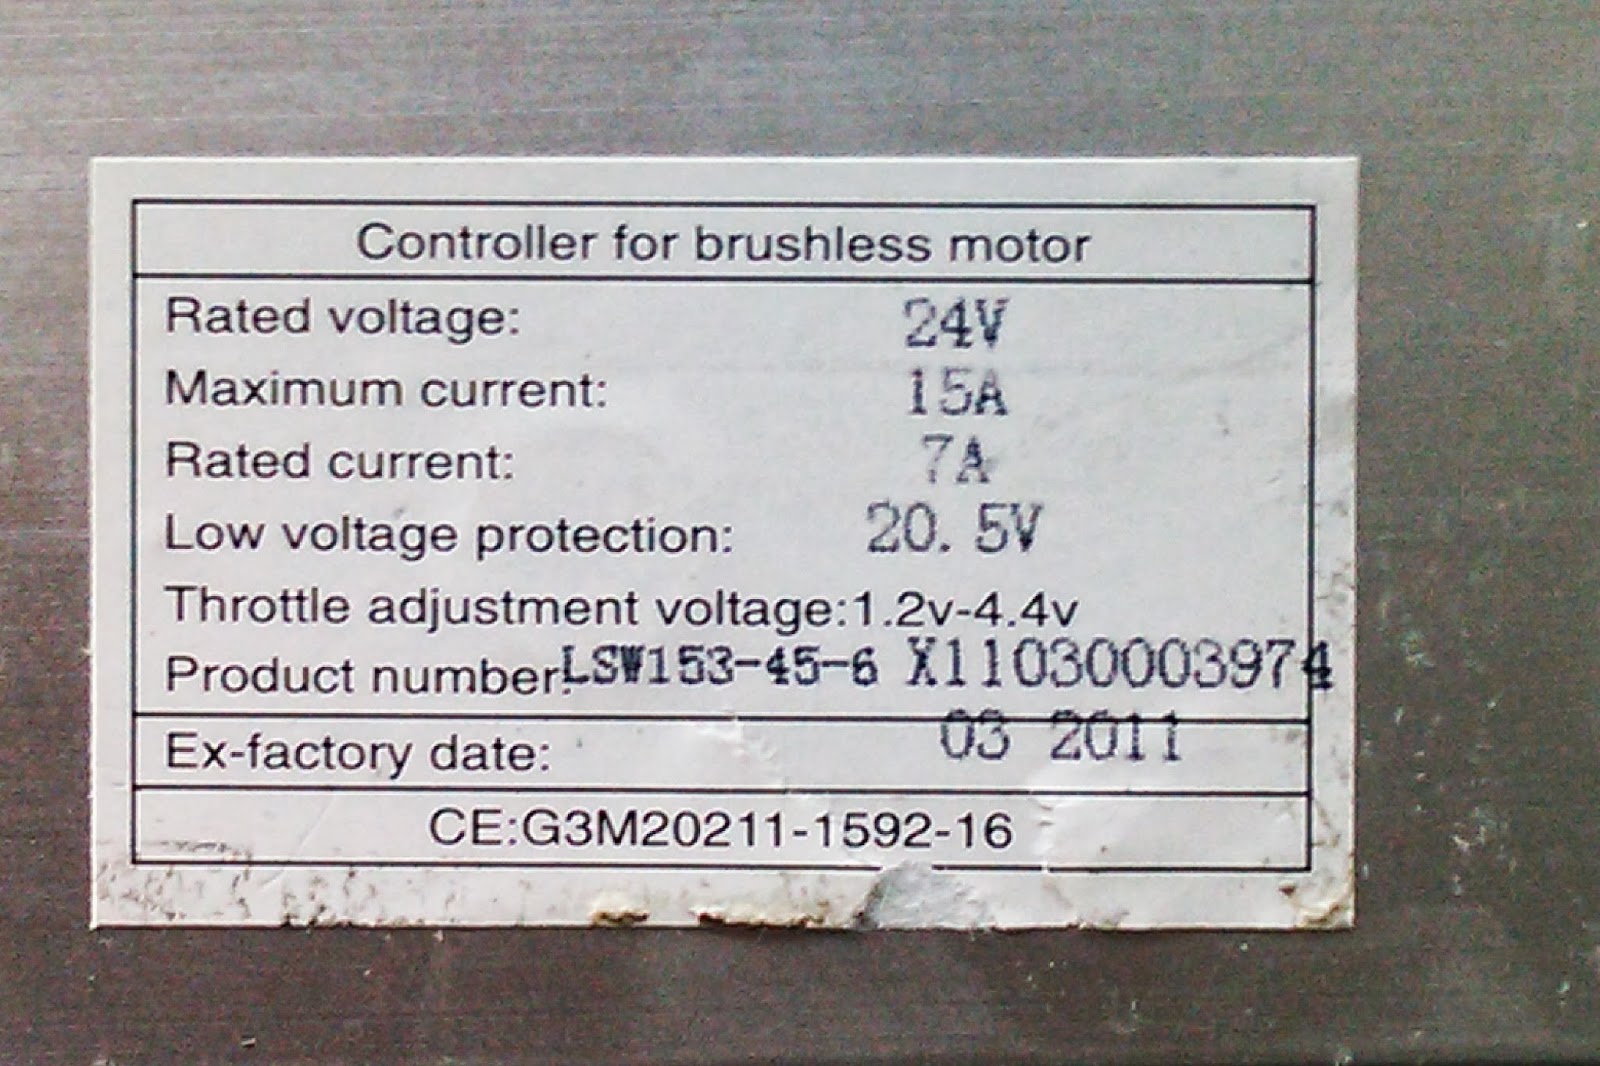 Controller for brushless motor
Rated voltage: 24V
Maximum current: 15A
Rated current: 7A
Low voltage protection: 20.5V
Throttle adjustment voltage:1.2v-4.4v
Product number:LSW153-45-6 X11030003974
Ex-factory date: 03 2011
CE:G3M20211-1592-16